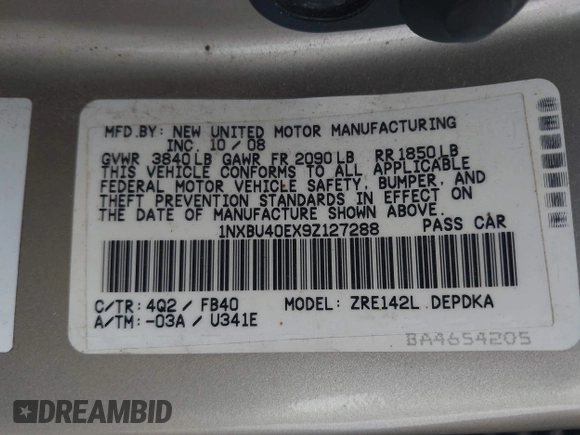 MFD.BY: NEW UNITED MOTOR MANUFACTURING
INC. 10 / 08
GVWR 3840 LB GAWR FR 2090 LB RR 1850 LB
THIS VEHICLE CONFORMS TO ALL APPLICABLE
FEDERAL MOTOR VEHICLE SAFETY, BUMPER, AND
THEFT PREVENTION STANDARDS IN EFFECT ON
THE DATE OF MANUFACTURE SHOWN ABOVE.
1NXBU40EX9Z127288 PASS CAR
C/TR: 4Q2 / FB40 MODEL: ZRE142L DEPDKA
A/TM: -03A / U341E
BA4654205
DREAMBID